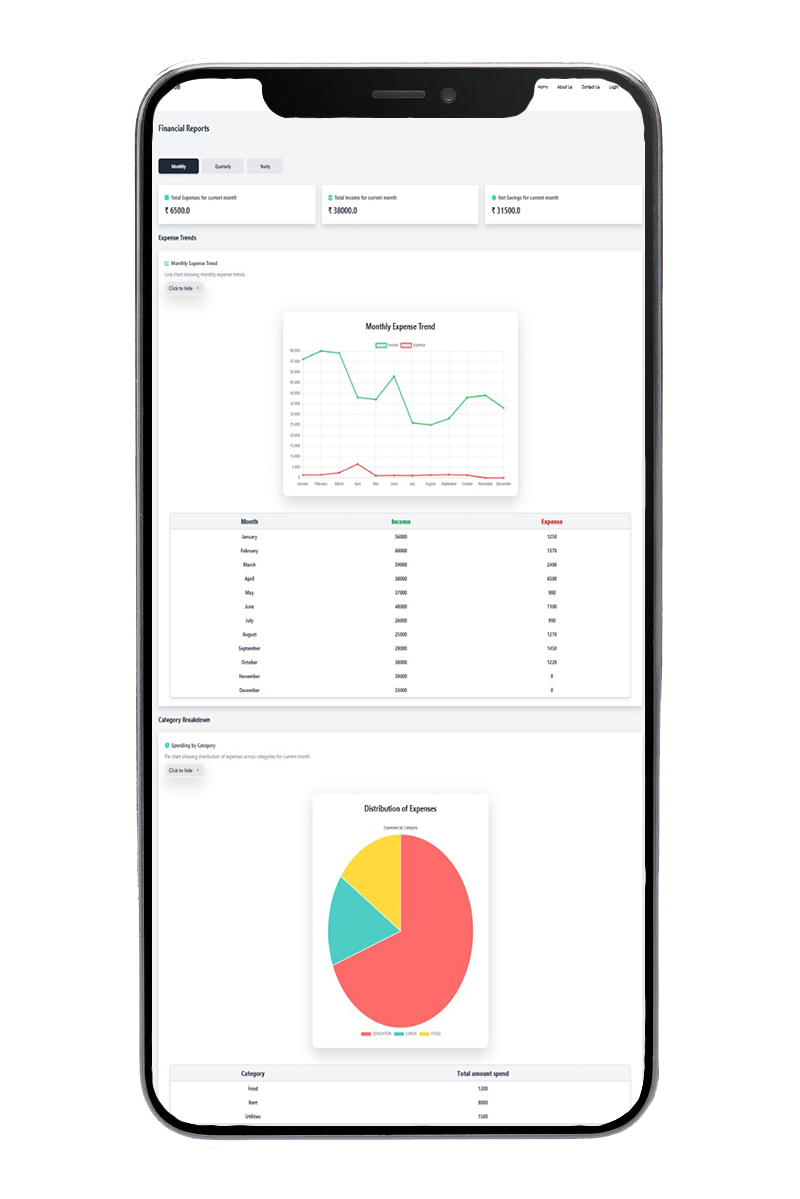 Home About Us Contact Us Login
Financial Reports
Monthly Quarterly Yearly
Total Expenses for current month
₹ 6500.0
Total Income for current month
₹ 38000.0
Net Savings for current month
₹ 31500.0
Expense Trends
Monthly Expense Trend
Line chart showing monthly expense trends
Click to hide
Monthly Expense Trend
Income Expense
60,000
55,000
50,000
45,000
40,000
35,000
30,000
25,000
20,000
15,000
10,000
5,000
January February March April May June July August September October November December
Month Income Expense
January 56000 1250
February 60000
March 59000 2400
April 38000 6500
May 37000
June 48000 1100
July 26000 990
August 25000 1270
September 28000 1450
October 38000 1220
November 39000 0
December 33000 0
Category Breakdown
Spending by Category
Pie chart showing distribution of expenses across categories for current month
Click to hide
Distribution of Expenses
Expenses by Category
EDUCATION LUNCH FOOD
Category Total amount spend
Food 1200
Rent 8000
Utilities 1500